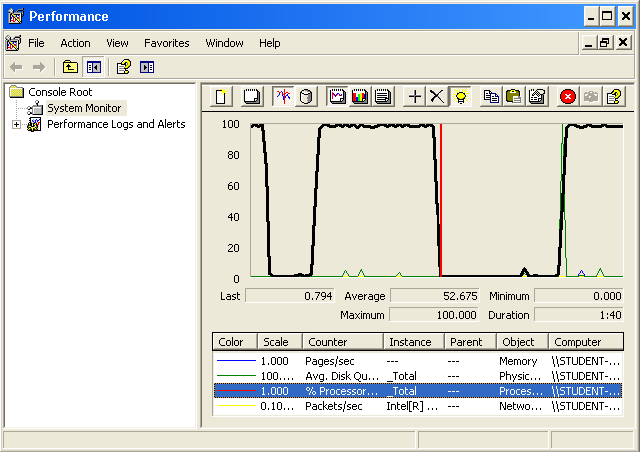 Performance
File Action View Favorites Window Help
Console Root
System Monitor
Performance Logs and Alerts
100
80
60
40
20
0
Last 0.794 Average 52.675 Minimum 0.000
Maximum 100.000 Duration 1:40
Color Scale Counter Instance Parent Object Computer
1.000 Pages/sec --- --- Memory \\STUDENT-...
100.... Avg. Disk Qu... _Total --- Physic... \\STUDENT-...
1.000 % Processor... _Total --- Proces... \\STUDENT-...
0.10... Packets/sec Intel[R] ... --- Netwo... \\STUDENT-...